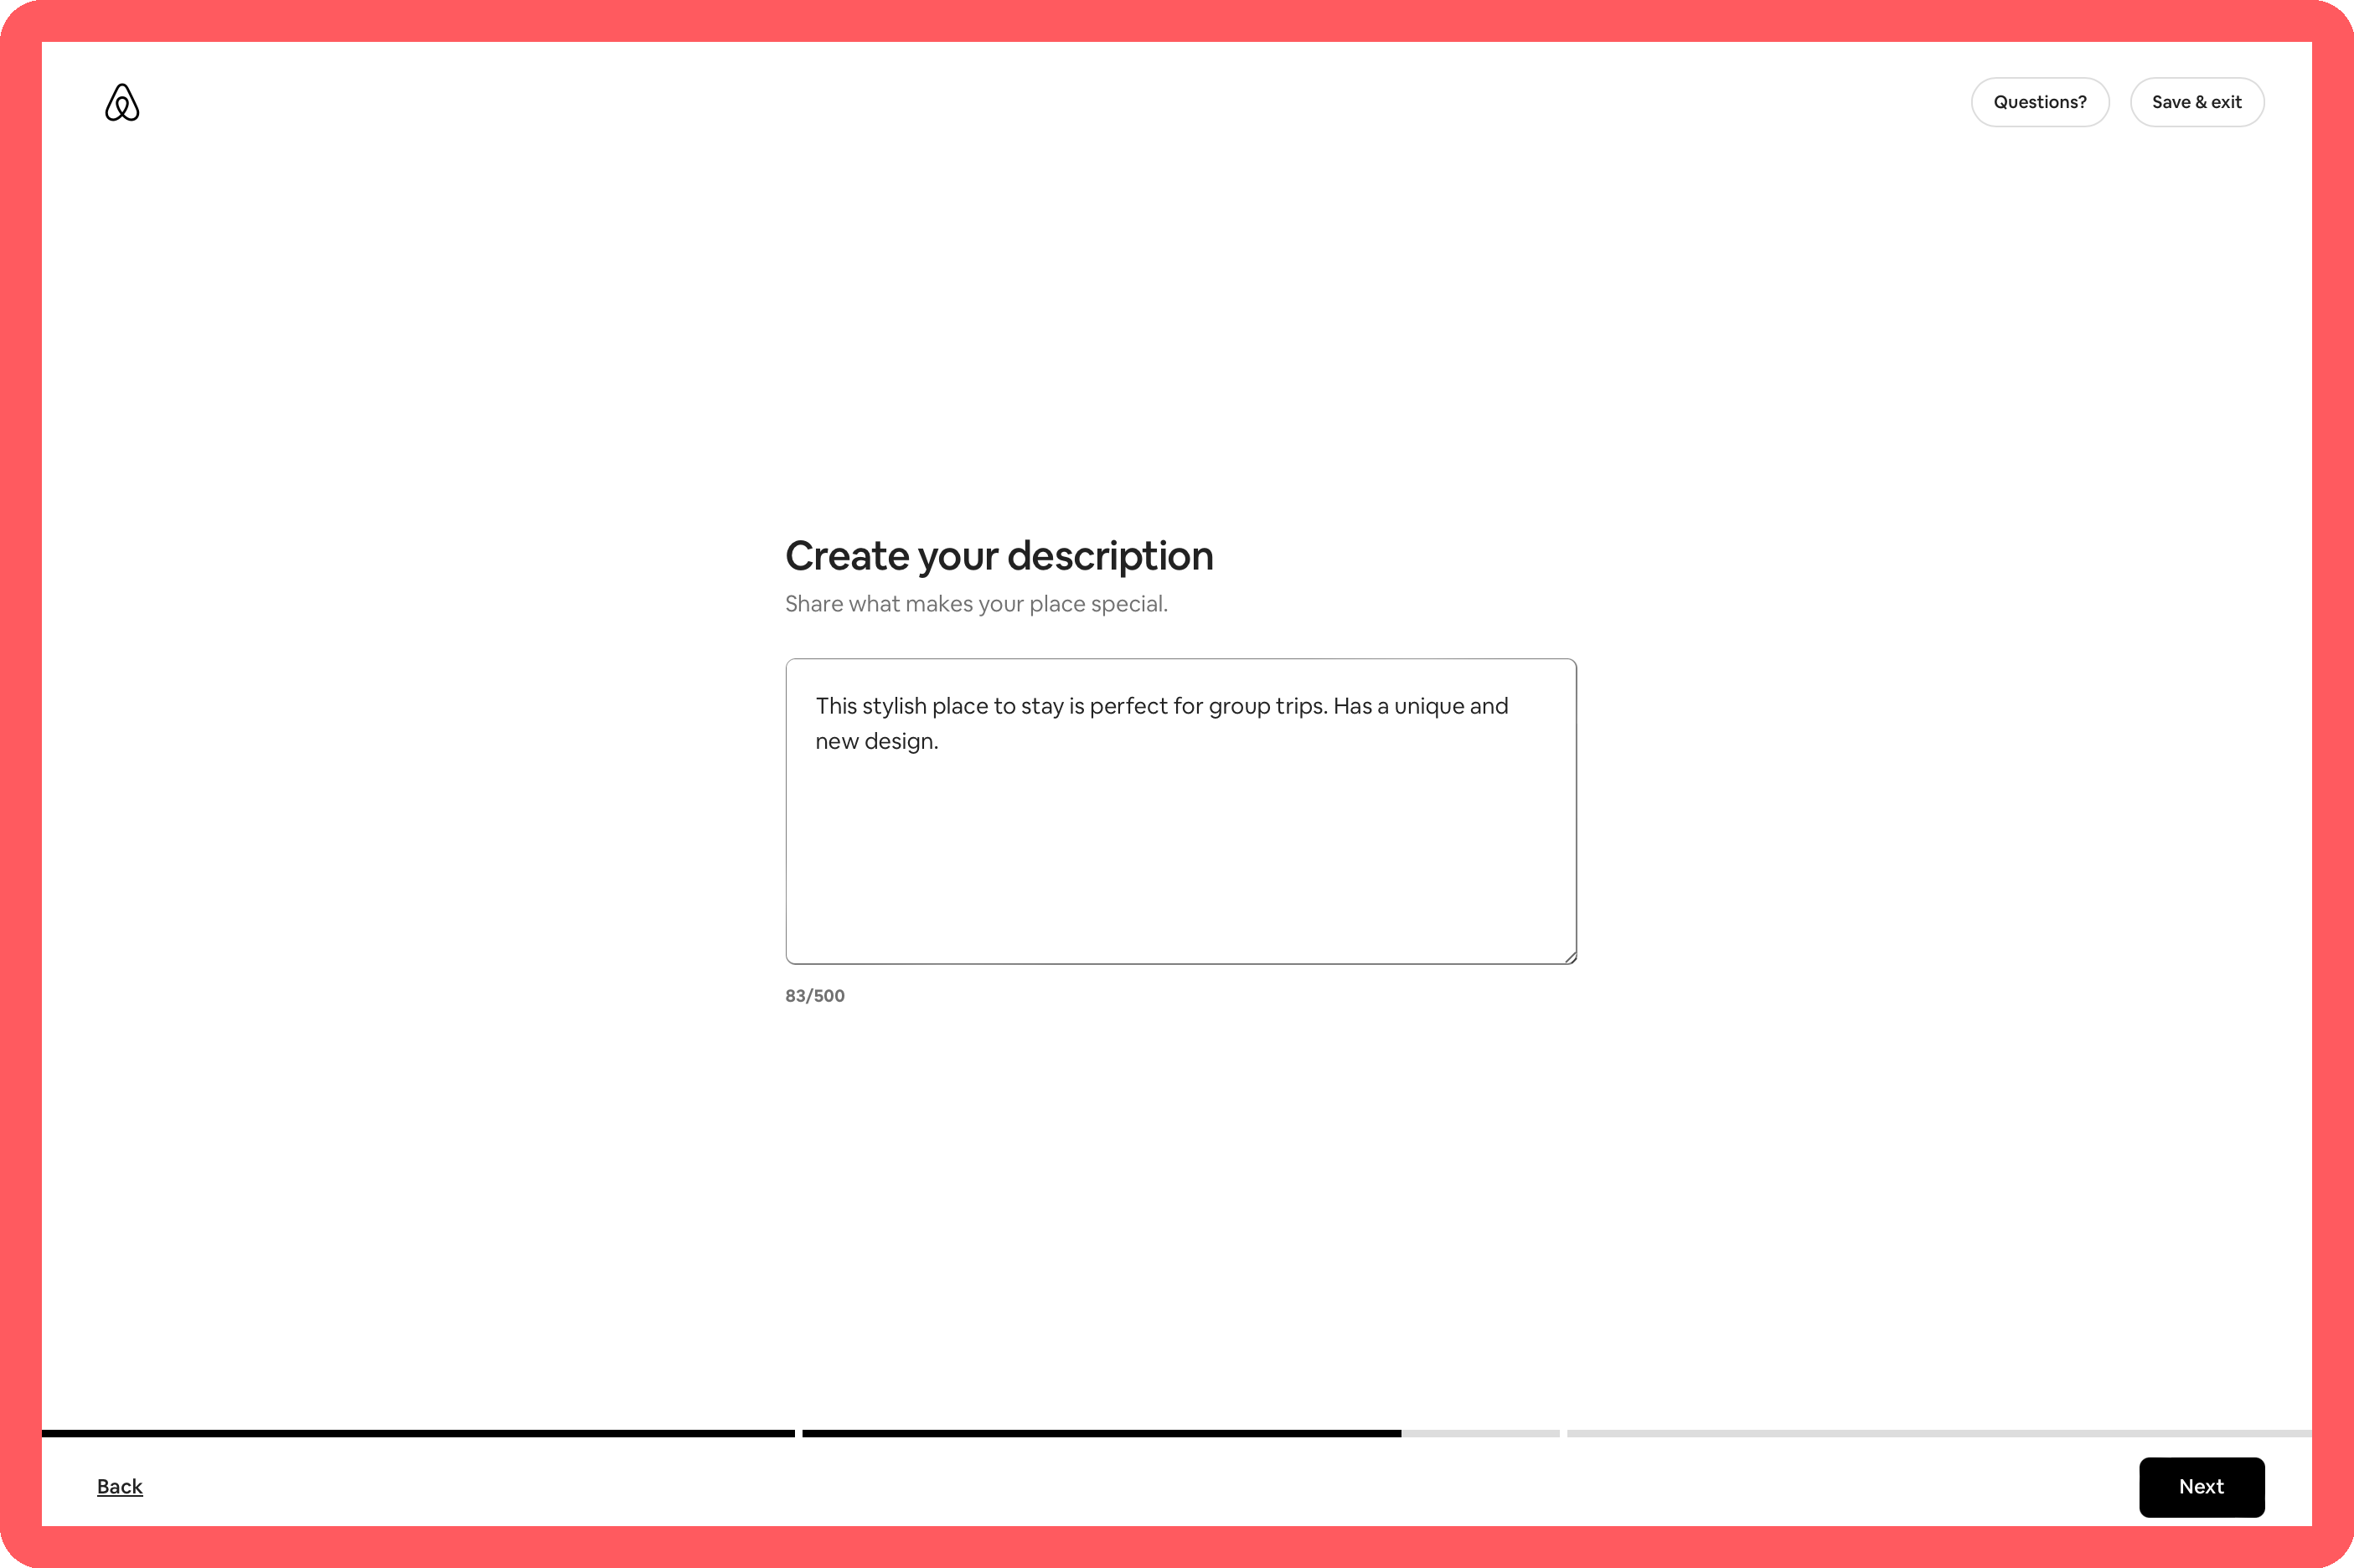 Questions?
Save & exit
Create your description
Share what makes your place special.
This stylish place to stay is perfect for group trips. Has a unique and
new design.
83/500
Back
Next